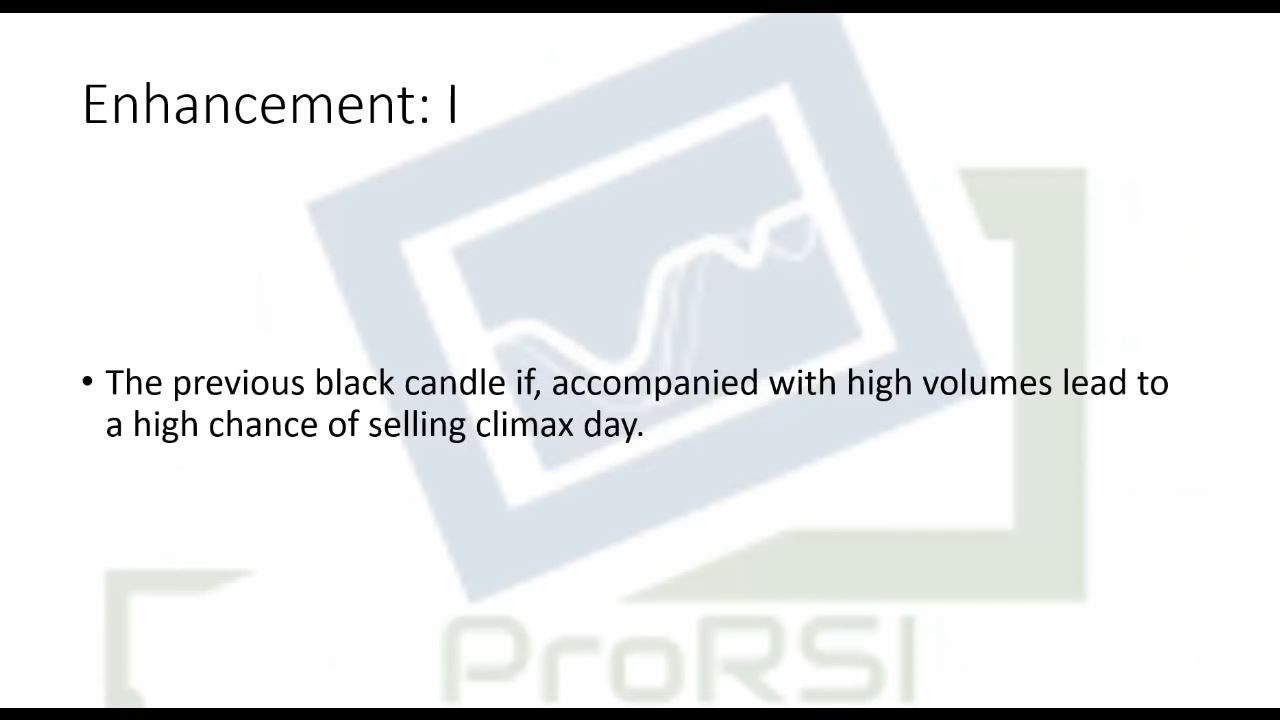 Enhancement: I
• The previous black candle if, accompanied with high volumes lead to
a high chance of selling climax day.
ProRSI